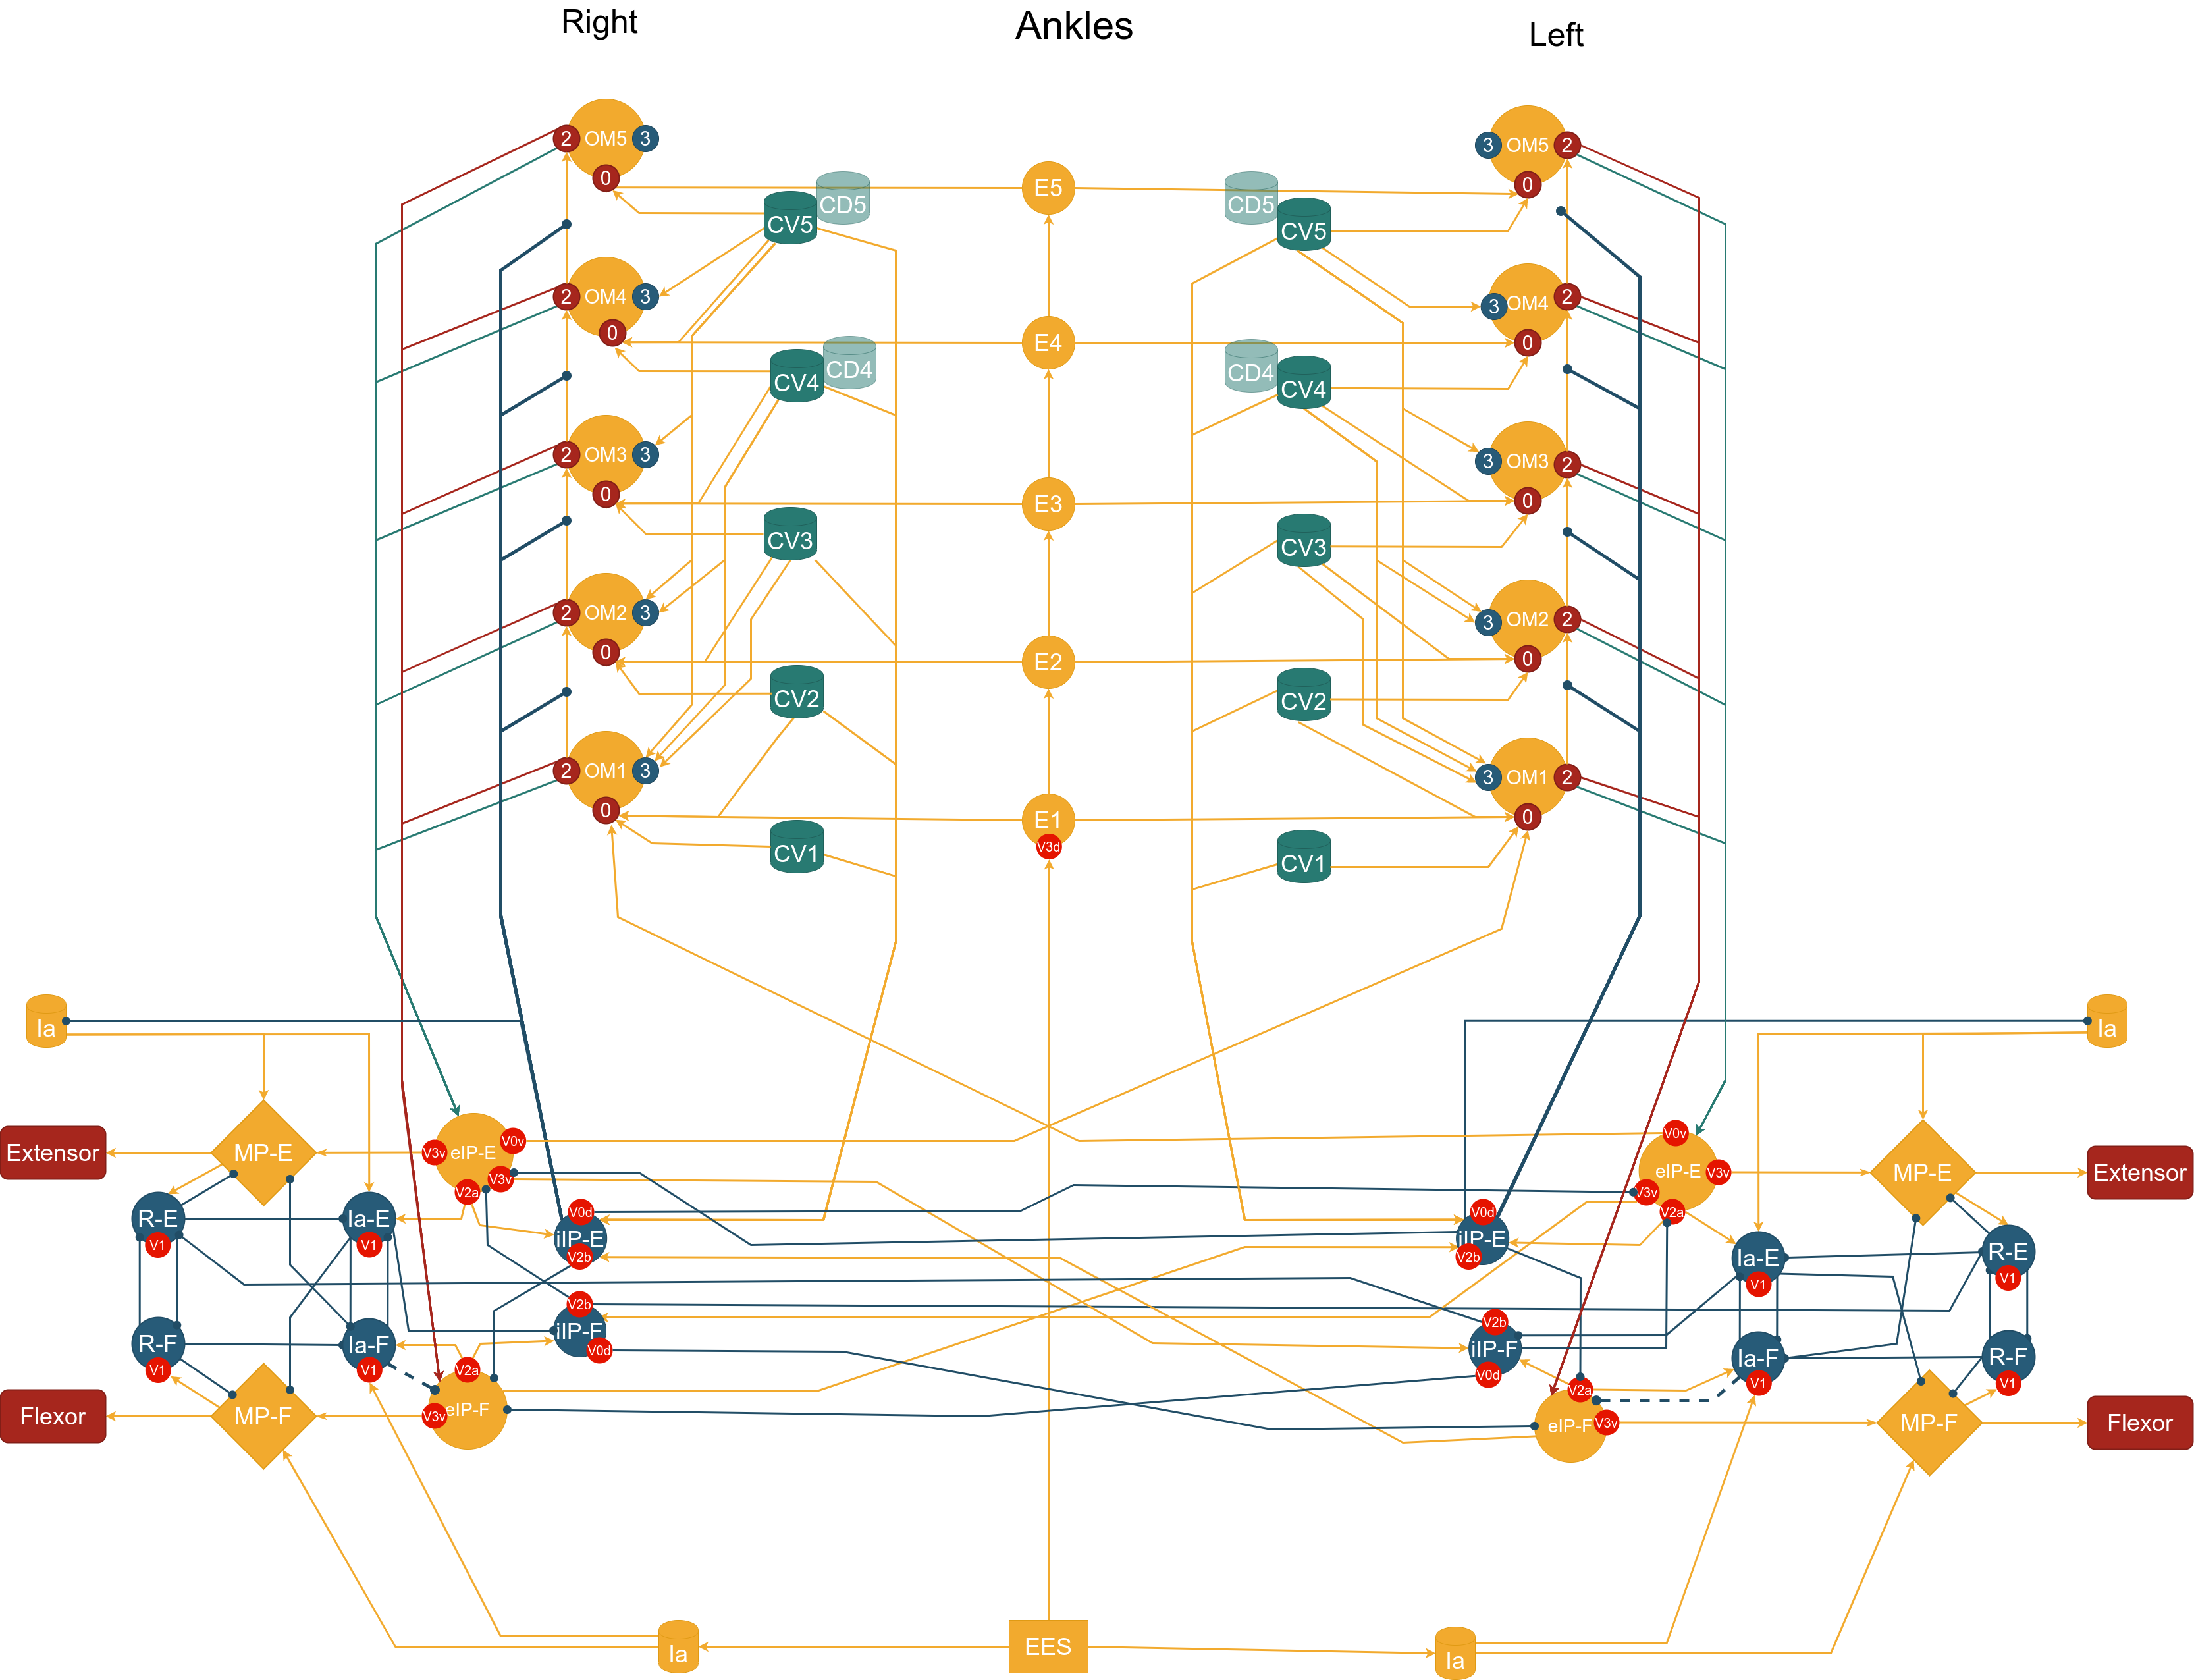 Right
Ankles
Left
2 OM5 3
0
3 OM5 2
0
CD5
CV5
E5
CD5
CV5
2 OM4 3
0
E4
3 OM4 2
0
CD4
CV4
CD4
CV4
2 OM3 3
0
E3
3 OM3 2
0
CV3
CV3
2 OM2 3
0
E2
3 OM2 2
0
CV2
CV2
2 OM1 3
0
E1
V3d
3 OM1 2
0
CV1
CV1
Ia
Ia
Extensor
MP-E
V3v
eIP-E
V0v
V3v
V2a
V0v
eIP-E
V3v
V3v
V2a
MP-E
Extensor
R-E
V1
Ia-E
V1
V0d
iIP-E
V2b
V0d
iIP-E
V2b
Ia-E
V1
R-E
V1
R-F
V1
Ia-F
V1
V2b
iIP-F
V0d
V2b
iIP-F
V0d
Ia-F
V1
R-F
V1
Flexor
MP-F
V2a
V3v
eIP-F
V2a
eIP-F
V3v
MP-F
Flexor
Ia
EES
Ia